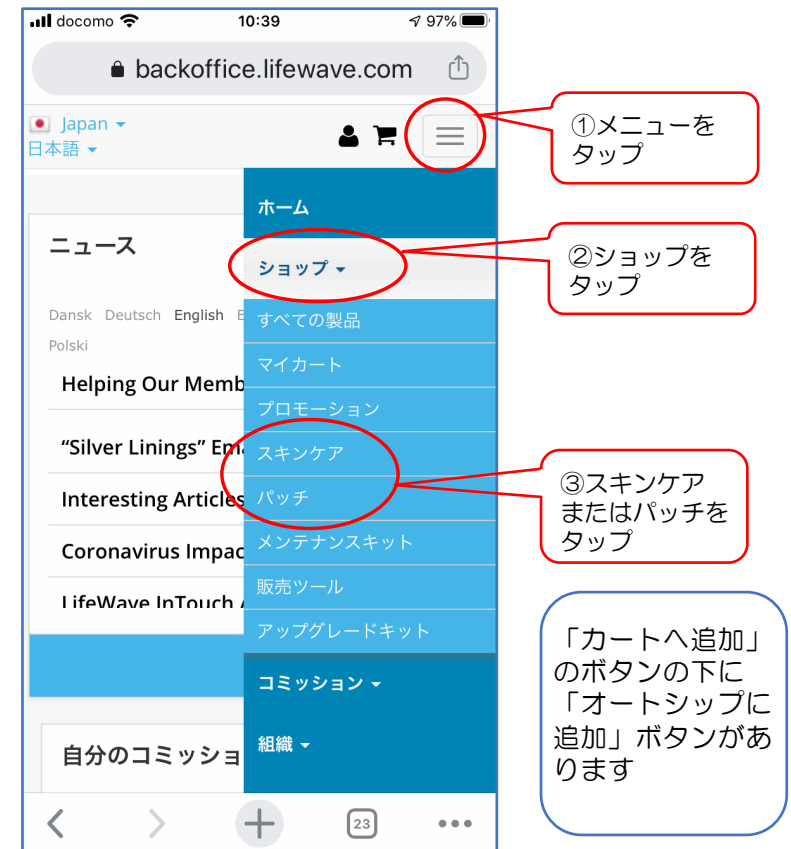 docomo
10:39
97%
backoffice.lifewave.com
Japan
日本語
ホーム
ニュース
ショップ
Dansk Deutsch English E
Polski
すべての製品
マイカート
Helping Our Memb
プロモーション
"Silver Linings" Ema
スキンケア
Interesting Articles
パッチ
Coronavirus Impac
メンテナンスキット
LifeWave InTouch A
販売ツール
アップグレードキット
コミッション
自分のコミッショ
組織
23
①メニューを
タップ
②ショップを
タップ
③スキンケア
またはパッチを
タップ
「カートへ追加」
のボタンの下に
「オートシップに
追加」ボタンがあ
ります